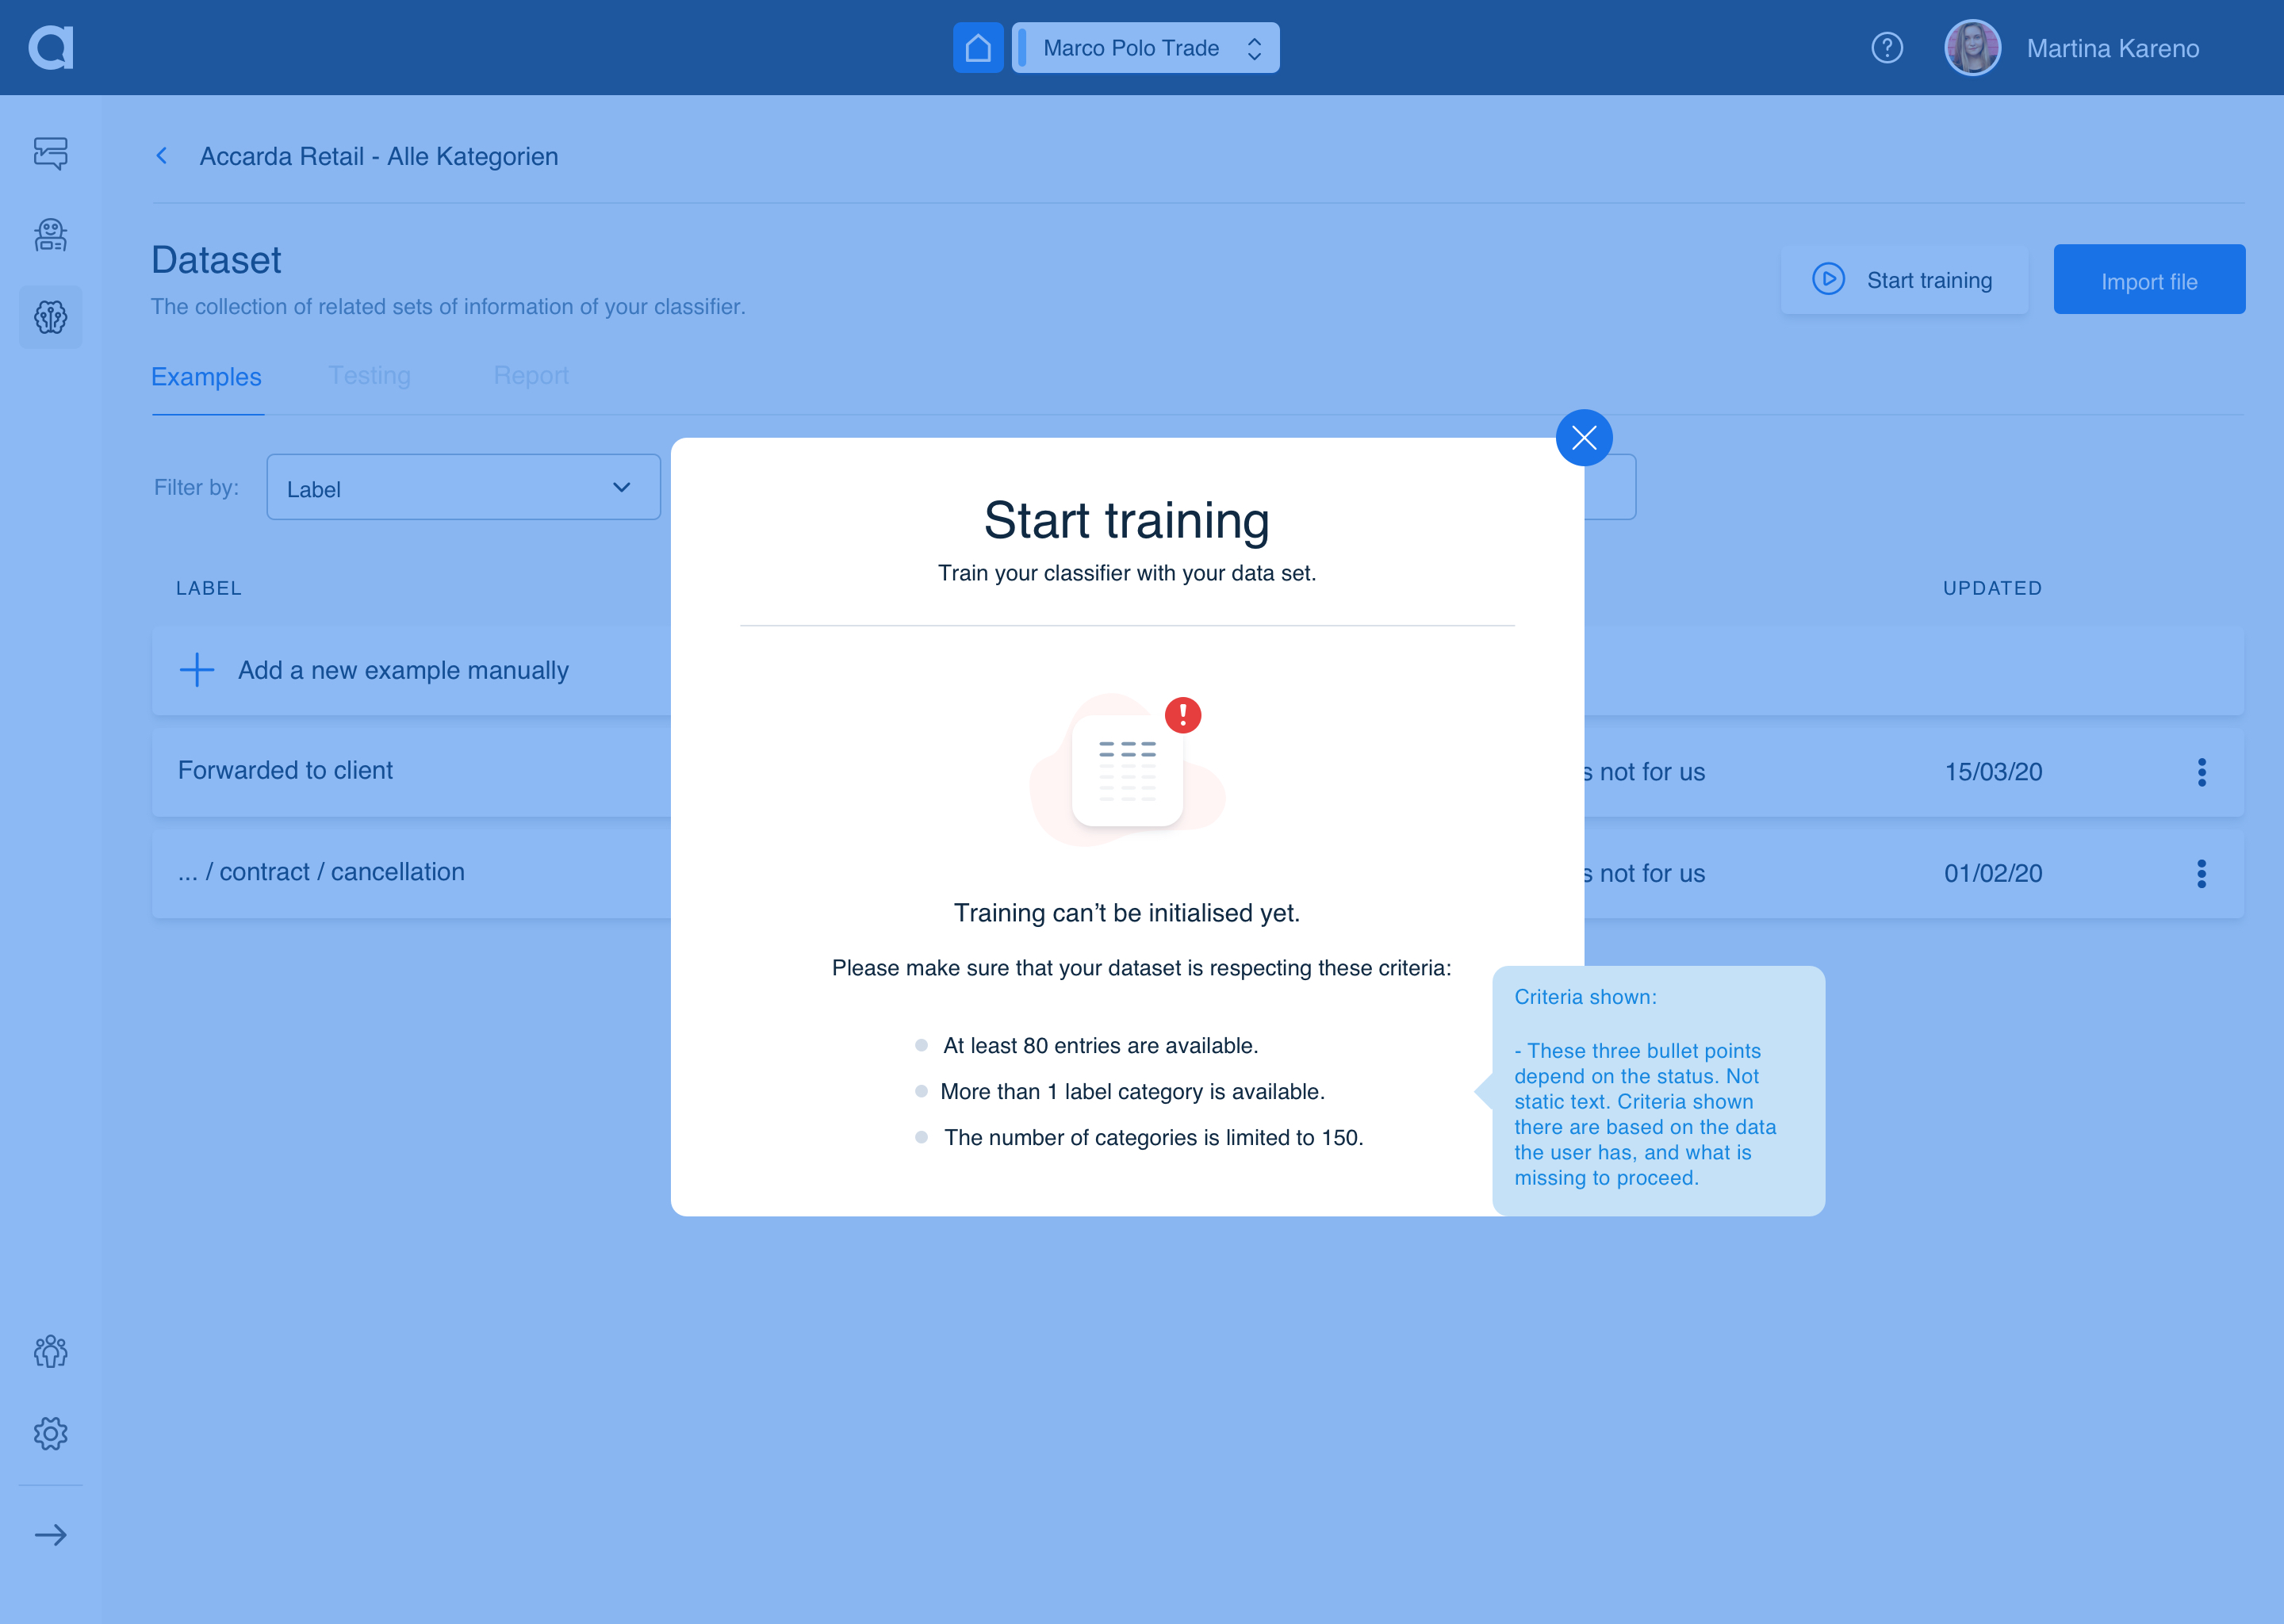 Marco Polo Trade
Martina Kareno
Accarda Retail - Alle Kategorien
Dataset
The collection of related sets of information of your classifier.
Start training
Import file
Examples
Testing
Report
Filter by:
Label
Start training
Train your classifier with your data set.
LABEL
UPDATED
Add a new example manually
Forwarded to client
not for us
15/03/20
... / contract / cancellation
not for us
01/02/20
Training can’t be initialised yet.
Please make sure that your dataset is respecting these criteria:
At least 80 entries are available.
More than 1 label category is available.
The number of categories is limited to 150.
Criteria shown:
- These three bullet points
depend on the status. Not
static text. Criteria shown
there are based on the data
the user has, and what is
missing to proceed.